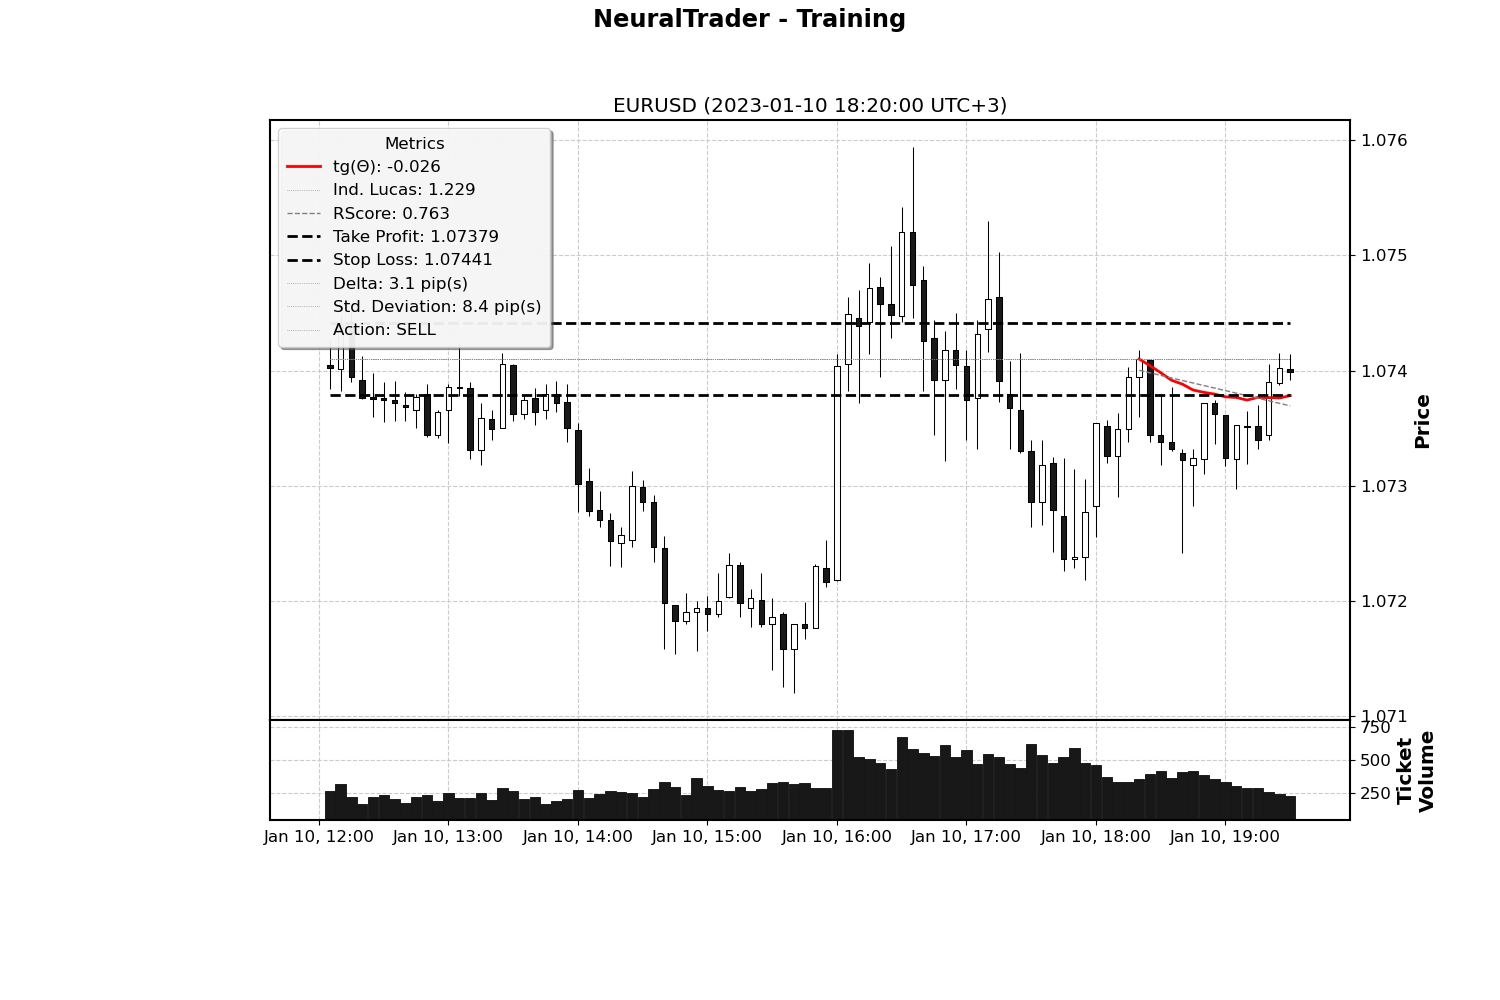 NeuralTrader - Training
EURUSD (2023-01-10 18:20:00 UTC+3)
Metrics
tg(Θ): -0.026
Ind. Lucas: 1.229
RScore: 0.763
Take Profit: 1.07379
Stop Loss: 1.07441
Delta: 3.1 pip(s)
Std. Deviation: 8.4 pip(s)
Action: SELL
1.076
1.075
1.074
1.073
1.072
1.071
Price
750
500
250
Ticket
Volume
Jan 10, 12:00
Jan 10, 13:00
Jan 10, 14:00
Jan 10, 15:00
Jan 10, 16:00
Jan 10, 17:00
Jan 10, 18:00
Jan 10, 19:00